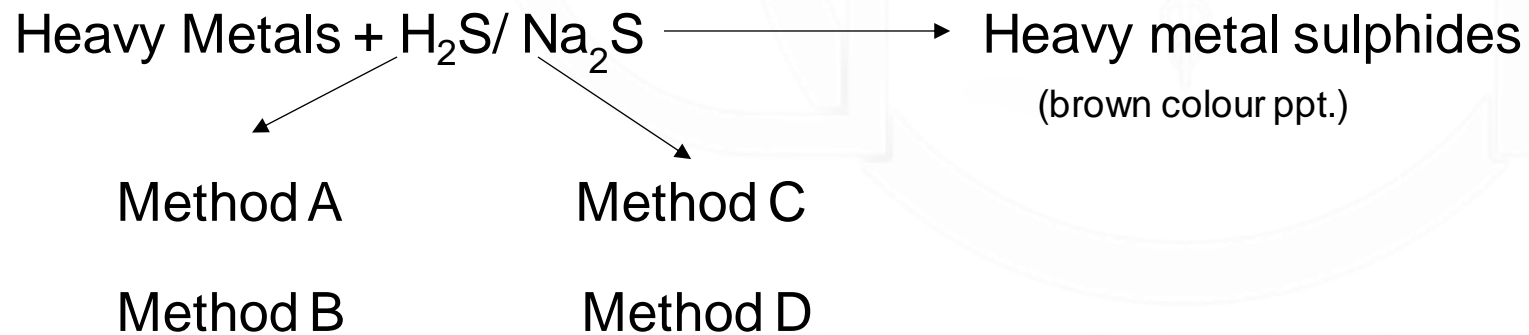 Heavy Metals + H₂S/ Na₂S Heavy metal sulphides
(brown colour ppt.)
Method A Method C
Method B Method D